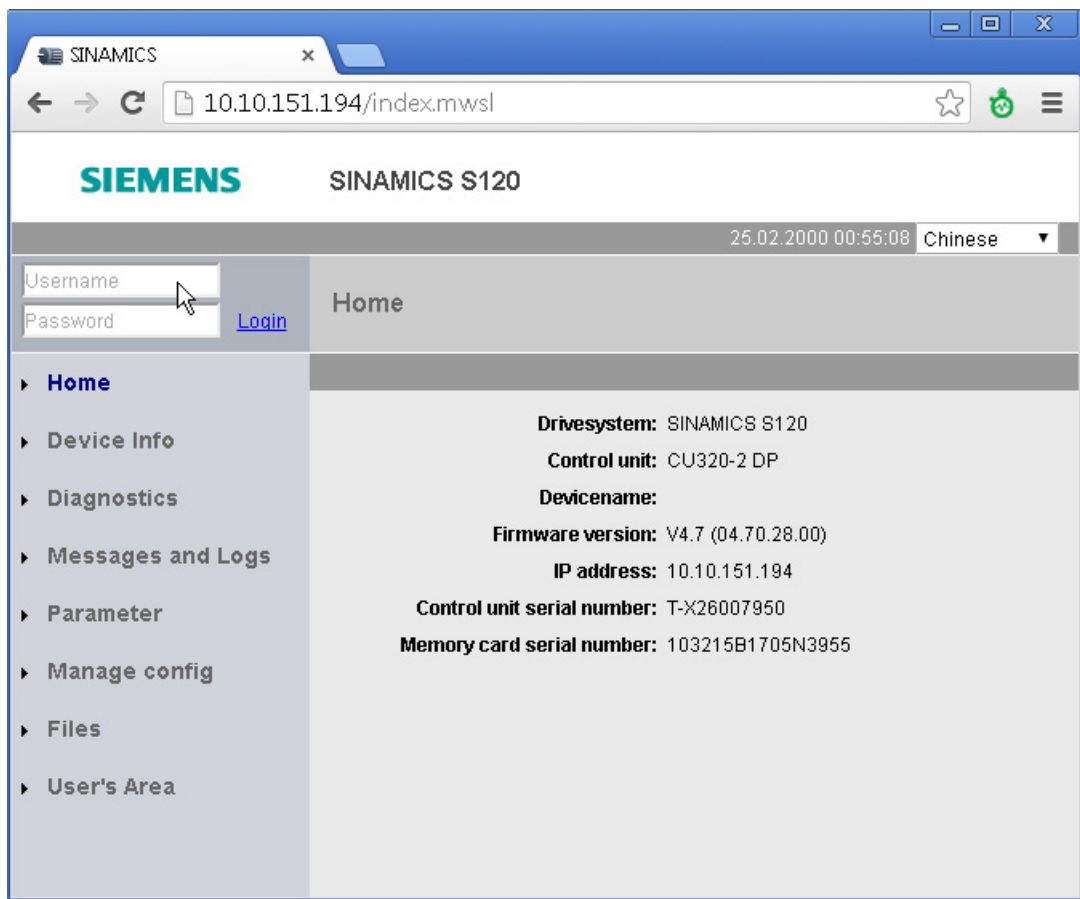 SINAMICS
10.10.151.194/index.mwsl
SIEMENS SINAMICS S120
25.02.2000 00:55:08 Chinese
Username
Password Login
Home
Home
Device Info
Diagnostics
Messages and Logs
Parameter
Manage config
Files
User's Area
Drivesystem: SINAMICS S120
Control unit: CU320-2 DP
Devicename:
Firmware version: V4.7 (04.70.28.00)
IP address: 10.10.151.194
Control unit serial number: T-X26007950
Memory card serial number: 103215B1705N3955